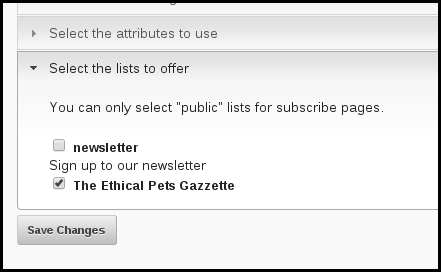 Select the attributes to use
Select the lists to offer
You can only select "public" lists for subscribe pages.
newsletter
Sign up to our newsletter
The Ethical Pets Gazzette
Save Changes